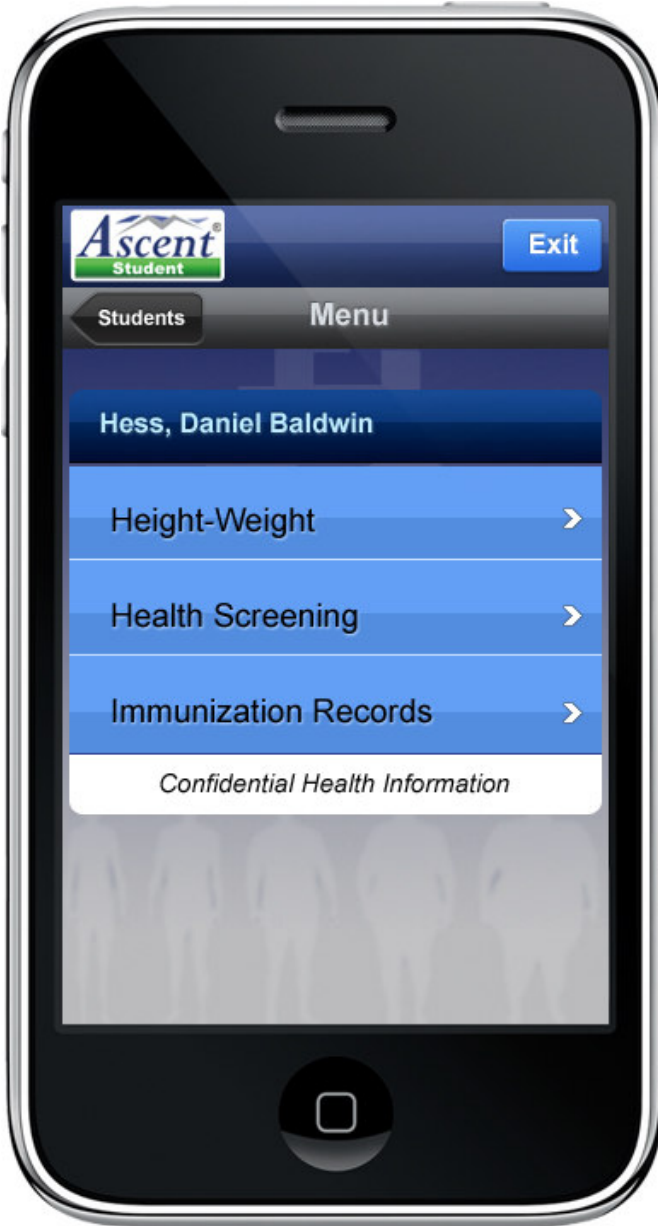 Ascent®
Student
Exit
Students
Menu
Hess, Daniel Baldwin
Height-Weight
Health Screening
Immunization Records
Confidential Health Information